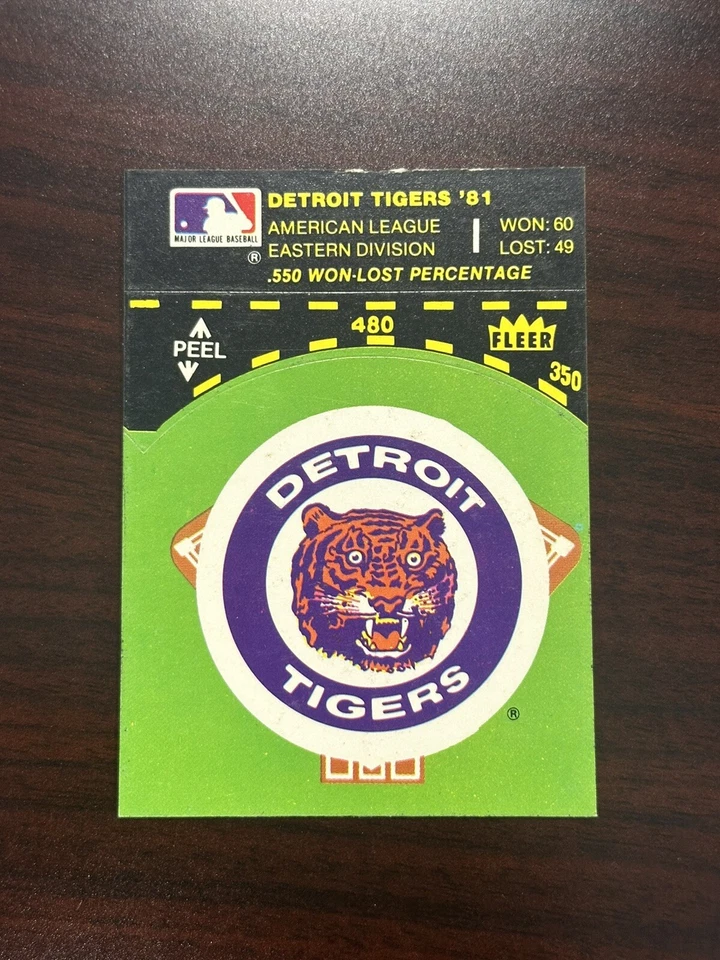 DETROIT TIGERS '81
AMERICAN LEAGUE
EASTERN DIVISION
WON: 60
LOST: 49
.550 WON-LOST PERCENTAGE
MAJOR LEAGUE BASEBALL
®
PEEL
480
FLEER
350
DETROIT
TIGERS
®